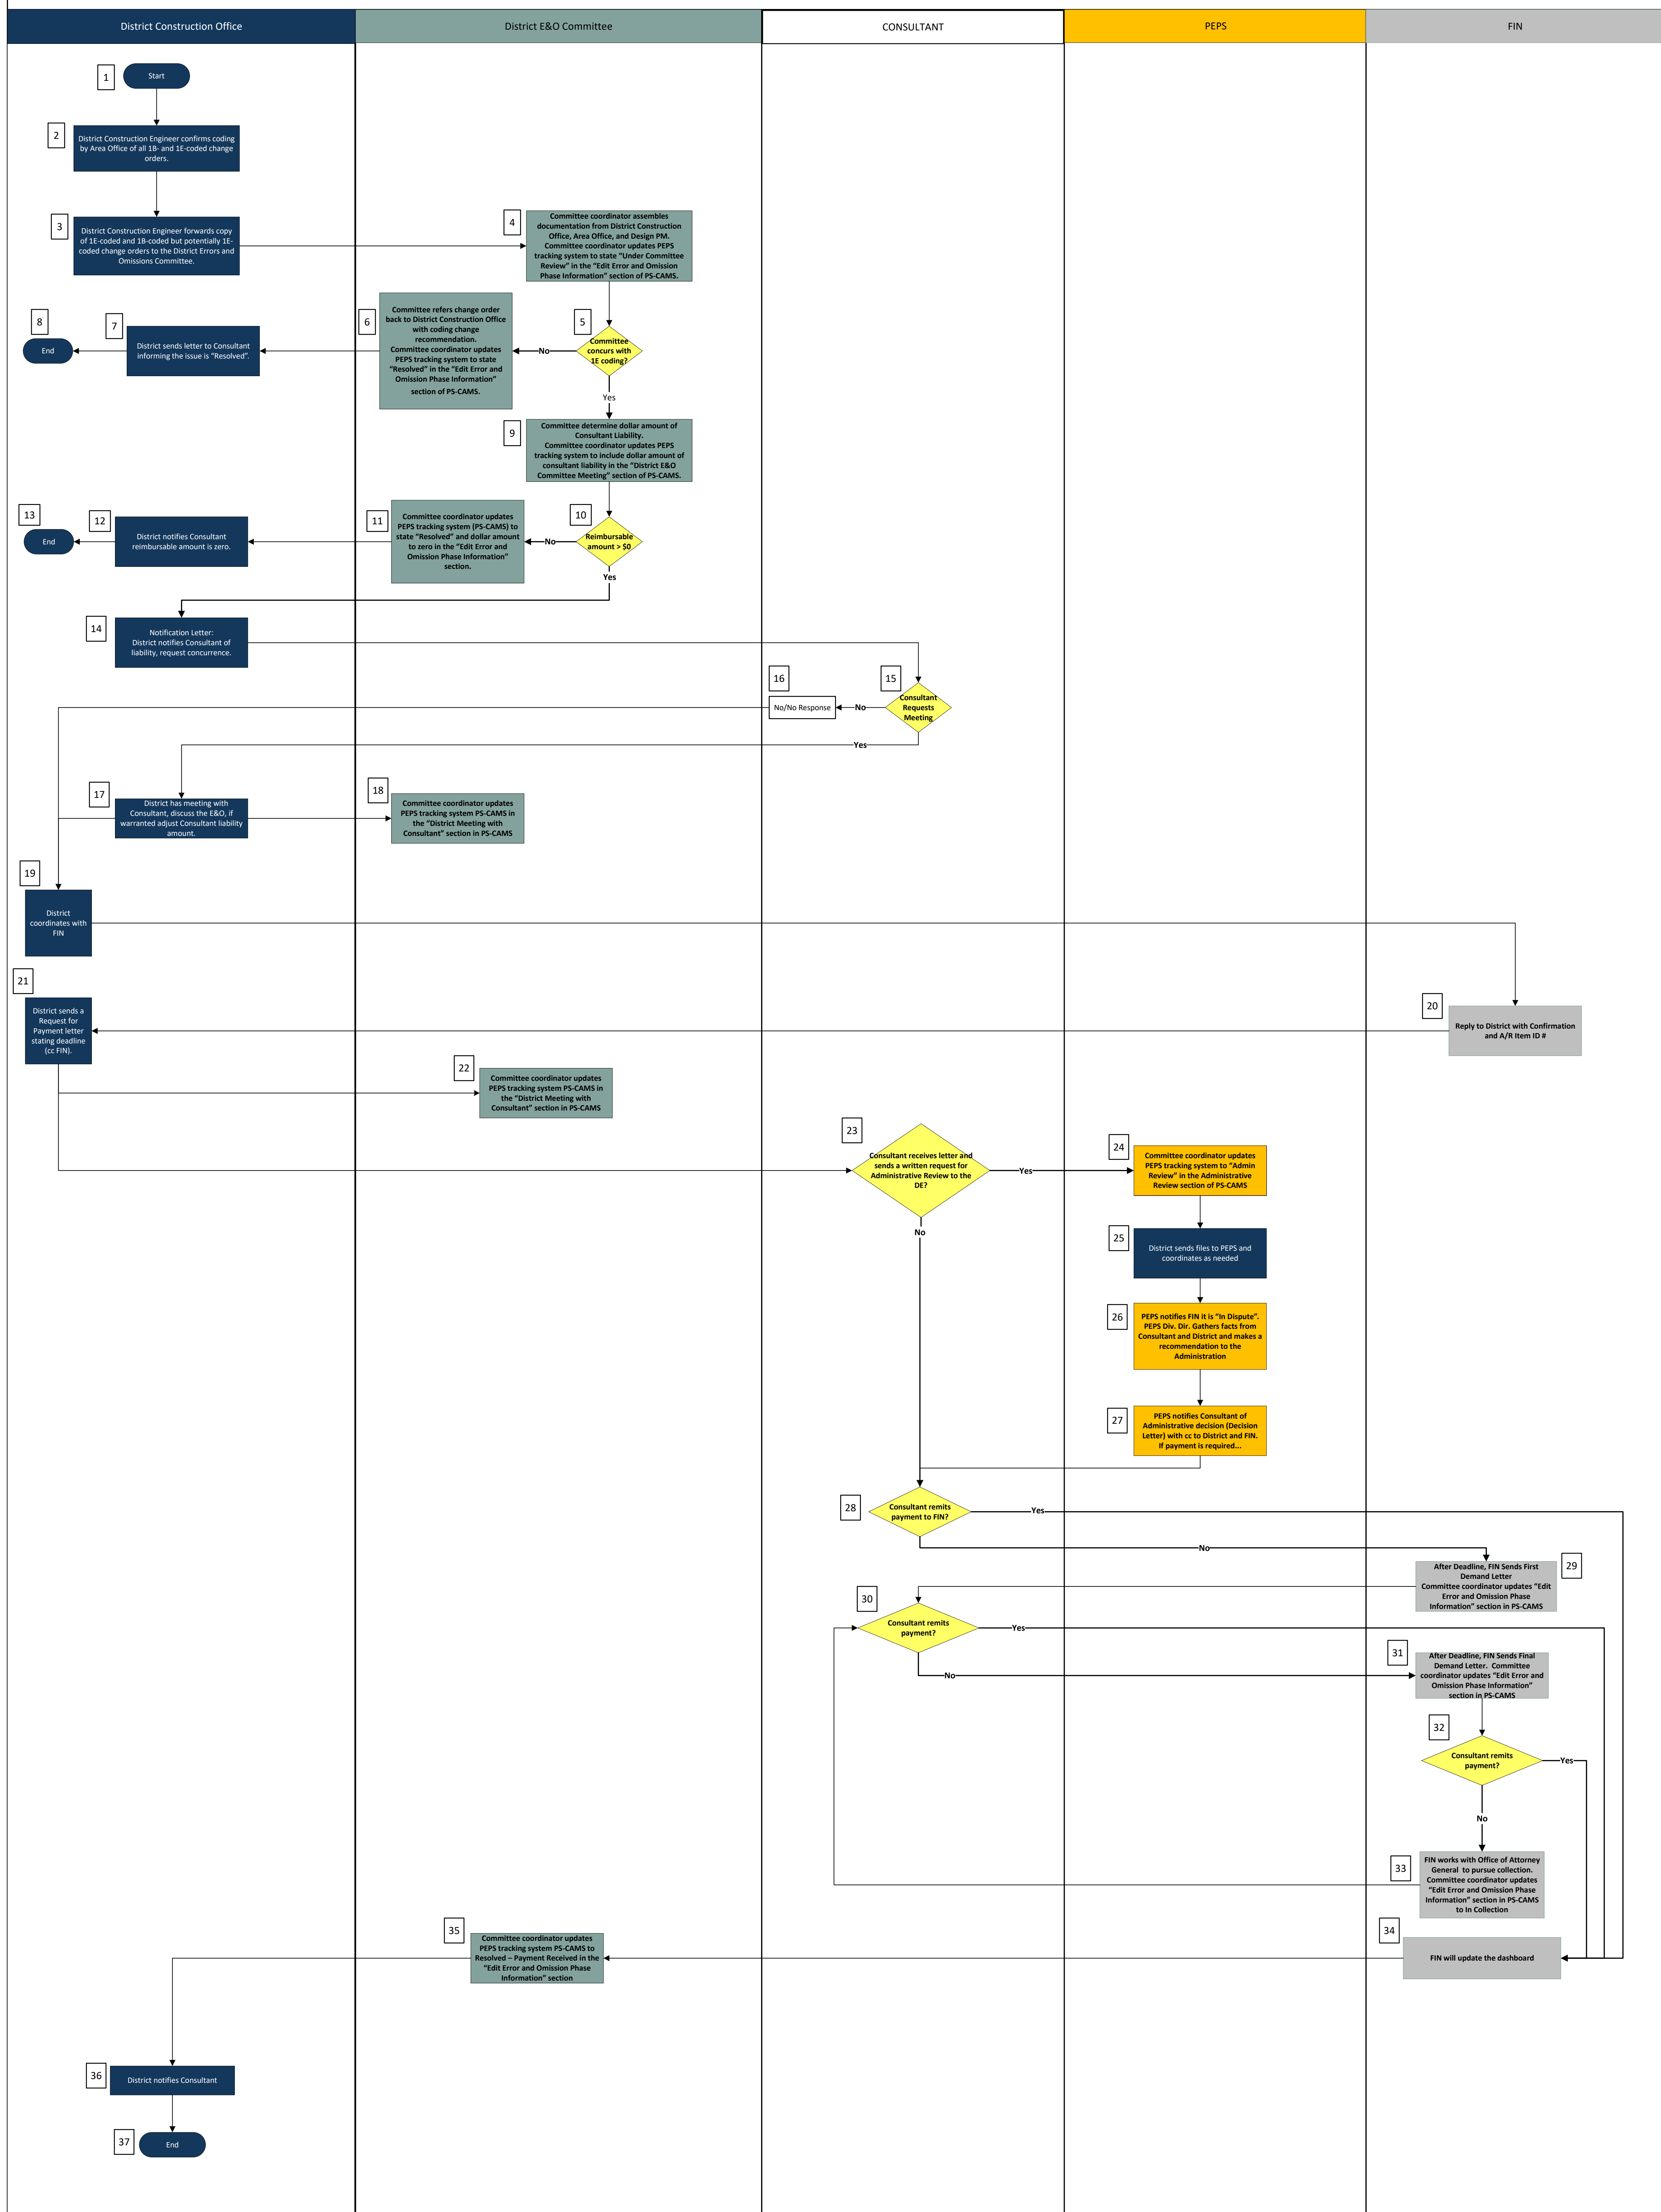 District Construction Office
District E&O Committee
CONSULTANT
PEPS
FIN
1
Start
2
District Construction Engineer confirms coding
by Area Office of all 1B- and 1E-coded change
orders.
3
District Construction Engineer forwards copy
of 1E-coded and 1B-coded but potentially 1E-
coded change orders to the District Errors and
Omissions Committee.
4
Committee coordinator assembles
documentation from District Construction
Office, Area Office, and Design PM.
Committee coordinator updates PEPS
tracking system to state “Under Committee
Review” in the “Edit Error and Omission
Phase Information” section of PS-CAMS.
5
Committee
concurs with
1E coding?
No
Yes
6
Committee refers change order
back to District Construction Office
with coding change
recommendation.
Committee coordinator updates
PEPS tracking system to state
“Resolved” in the “Edit Error and
Omission Phase Information”
section of PS-CAMS.
7
District sends letter to Consultant
informing the issue is “Resolved”.
8
End
9
Committee determine dollar amount of
Consultant Liability.
Committee coordinator updates PEPS
tracking system to include dollar amount of
consultant liability in the “District E&O
Committee Meeting” section of PS-CAMS.
10
Reimbursable
amount > $0
No
Yes
11
Committee coordinator updates
PEPS tracking system (PS-CAMS) to
state “Resolved” and dollar amount
to zero in the “Edit Error and
Omission Phase Information”
section.
12
District notifies Consultant
reimbursable amount is zero.
13
End
14
Notification Letter:
District notifies Consultant of
liability, request concurrence.
15
Consultant
Requests
Meeting
No
Yes
16
No/No Response
17
District has meeting with
Consultant, discuss the E&O, if
warranted adjust Consultant liability
amount.
18
Committee coordinator updates
PEPS tracking system PS-CAMS in
the “District Meeting with
Consultant” section in PS-CAMS
19
District
coordinates with
FIN
20
Reply to District with Confirmation
and A/R Item ID #
21
District sends a
Request for
Payment letter
stating deadline
(cc FIN).
22
Committee coordinator updates
PEPS tracking system PS-CAMS in
the “District Meeting with
Consultant” section in PS-CAMS
23
Consultant receives letter and
sends a written request for
Administrative Review to the
DE?
Yes
No
24
Committee coordinator updates
PEPS tracking system to “Admin
Review” in the Administrative
Review section of PS-CAMS
25
District sends files to PEPS and
coordinates as needed
26
PEPS notifies FIN it is “In Dispute”.
PEPS Div. Dir. Gathers facts from
Consultant and District and makes a
recommendation to the
Administration
27
PEPS notifies Consultant of
Administrative decision (Decision
Letter) with cc to District and FIN.
If payment is required...
28
Consultant remits
payment to FIN?
Yes
No
29
After Deadline, FIN Sends First
Demand Letter
Committee coordinator updates “Edit
Error and Omission Phase
Information” section in PS-CAMS
30
Consultant remits
payment?
Yes
No
31
After Deadline, FIN Sends Final
Demand Letter. Committee
coordinator updates “Edit Error and
Omission Phase Information”
section in PS-CAMS
32
Consultant remits
payment?
Yes
No
33
FIN works with Office of Attorney
General to pursue collection.
Committee coordinator updates
“Edit Error and Omission Phase
Information” section in PS-CAMS
to In Collection
34
FIN will update the dashboard
35
Committee coordinator updates
PEPS tracking system PS-CAMS to
Resolved – Payment Received in the
“Edit Error and Omission Phase
Information” section
36
District notifies Consultant
37
End